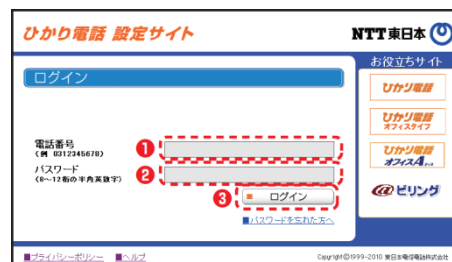 ひかり電話 設定サイト
NTT東日本
お役立ちサイト
ログイン
ひかり電話
ひかり電話
オフィスタイプ
電話番号
(例 0312345678)
1
ひかり電話
オフィスA
パスワード
(8~12桁の半角英数字)
2
3
ログイン
@ビリング
パスワードを忘れた方へ
プライバシーポリシー
ヘルプ
Copyright©1999-2010 東日本電信電話株式会社